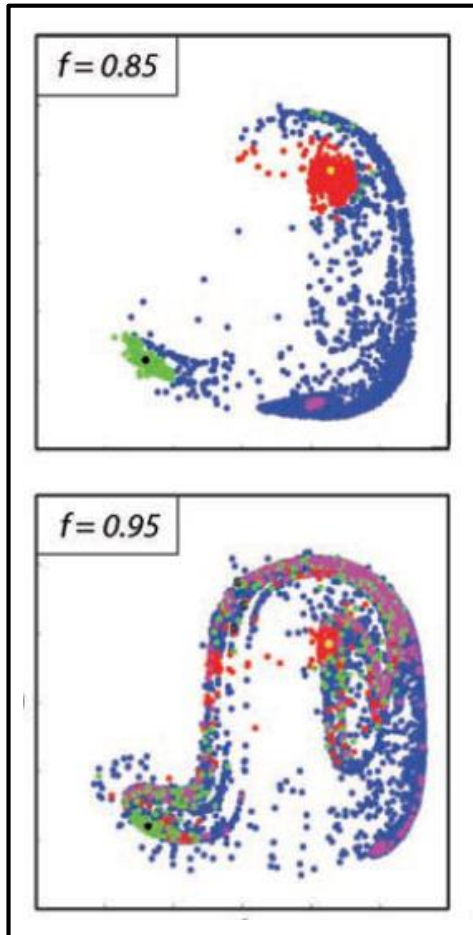 f = 0.85
f = 0.95